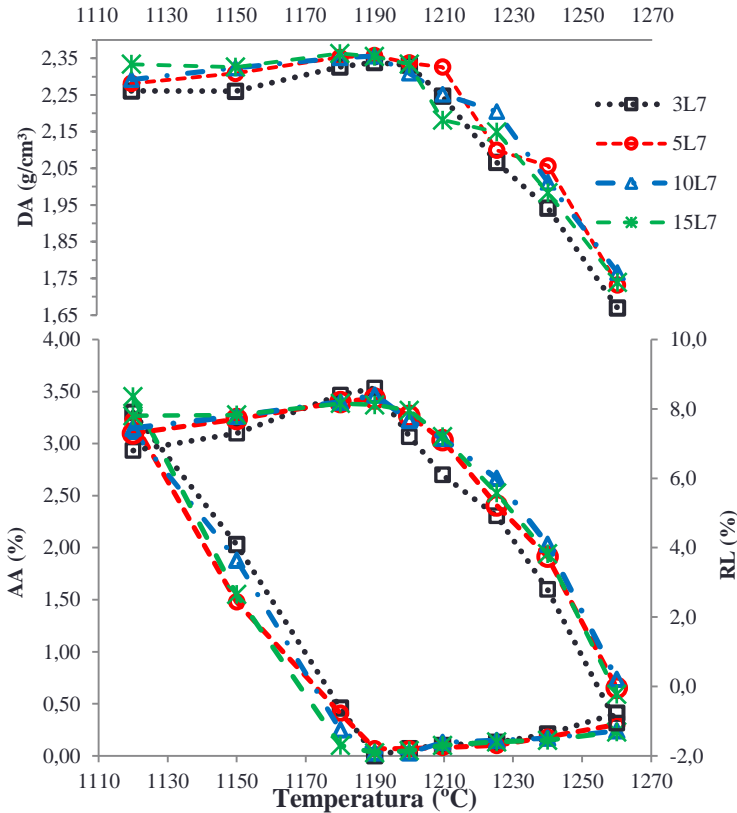 1110 1130 1150 1170 1190 1210 1230 1250 1270
2,35
2,25
2,15
2,05
1,95
1,85
1,75
1,65
DA (g/cm³)
3L7
5L7
10L7
15L7
4,00
3,50
3,00
2,50
2,00
1,50
1,00
0,50
0,00
AA (%)
10,0
8,0
6,0
4,0
2,0
0,0
-2,0
RL (%)
1110 1130 1150 1170 1190 1210 1230 1250 1270
Temperatura (ºC)